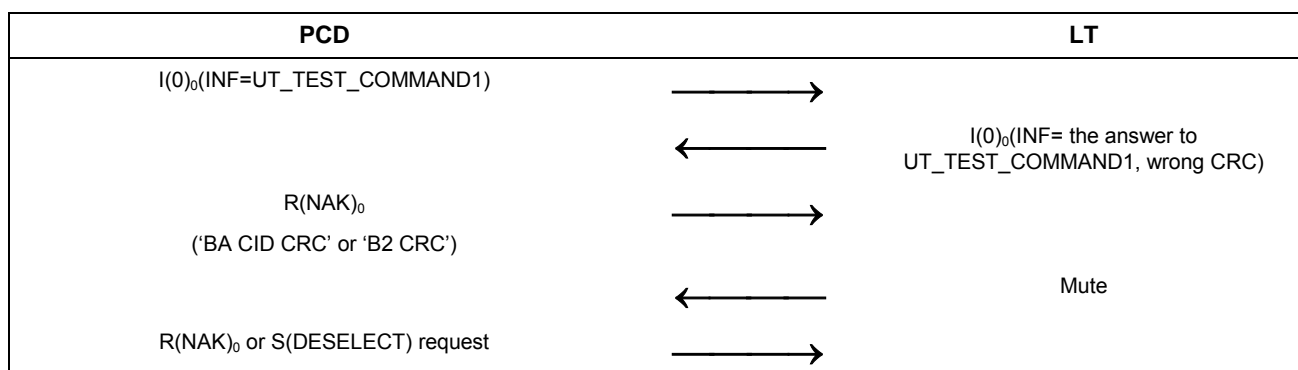 PCD LT
I(0)₀(INF=UT_TEST_COMMAND1)
I(0)₀(INF= the answer to
UT_TEST_COMMAND1, wrong CRC)
R(NAK)₀
(‘BA CID CRC’ or ‘B2 CRC’)
Mute
R(NAK)₀ or S(DESELECT) request